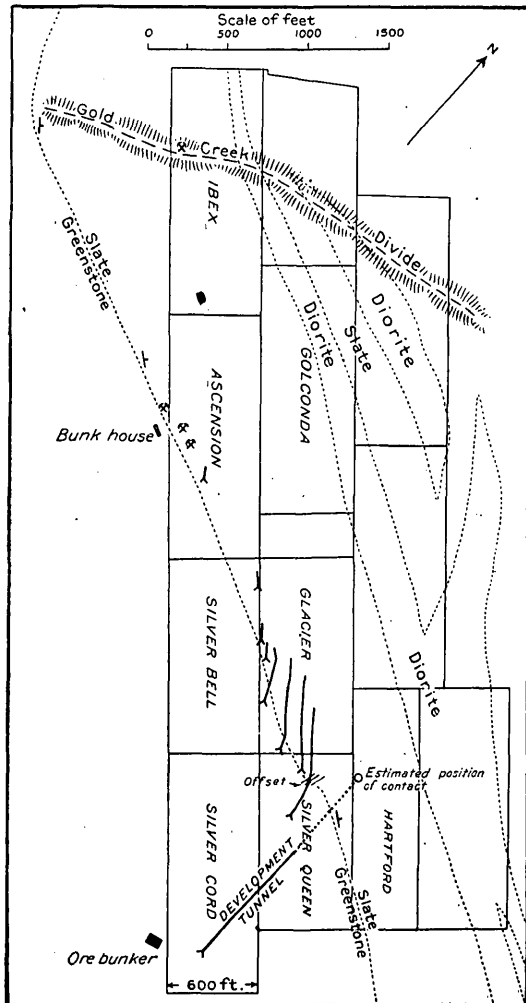 Scale of feet
0 500 1000 1500
N
Gold Creek Divide
IBEX
Slate
Greenstone
Diorite
Slate
Diorite
GOLCONDA
ASCENSION
Bunk house
SILVER BELL
GLACIER
Diorite
Offset
Estimated position
of contact
SILVER CORD
DEVELOPMENT
TUNNEL
SILVER QUEEN
HARTFORD
Slate
Greenstone
Ore bunker
600 ft.